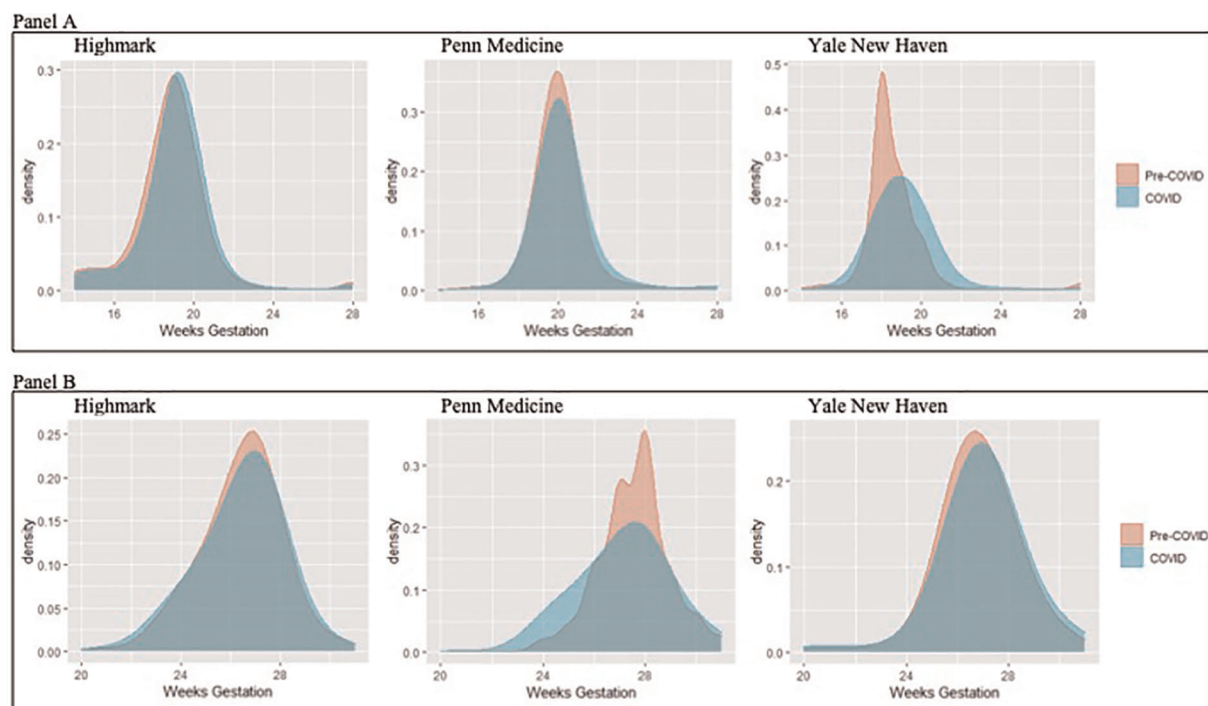 Panel A
Highmark
Penn Medicine
Yale New Haven
density
0.3
0.2
0.1
0.0
16
20
24
28
Weeks Gestation
density
0.3
0.2
0.1
0.0
16
20
24
28
Weeks Gestation
density
0.5
0.4
0.3
0.2
0.1
0.0
16
20
24
28
Weeks Gestation
Pre-COVID
COVID
Panel B
Highmark
Penn Medicine
Yale New Haven
density
0.25
0.20
0.15
0.10
0.05
0.00
20
24
28
Weeks Gestation
density
0.3
0.2
0.1
0.0
20
24
28
Weeks Gestation
density
0.2
0.1
0.0
20
24
28
Weeks Gestation
Pre-COVID
COVID